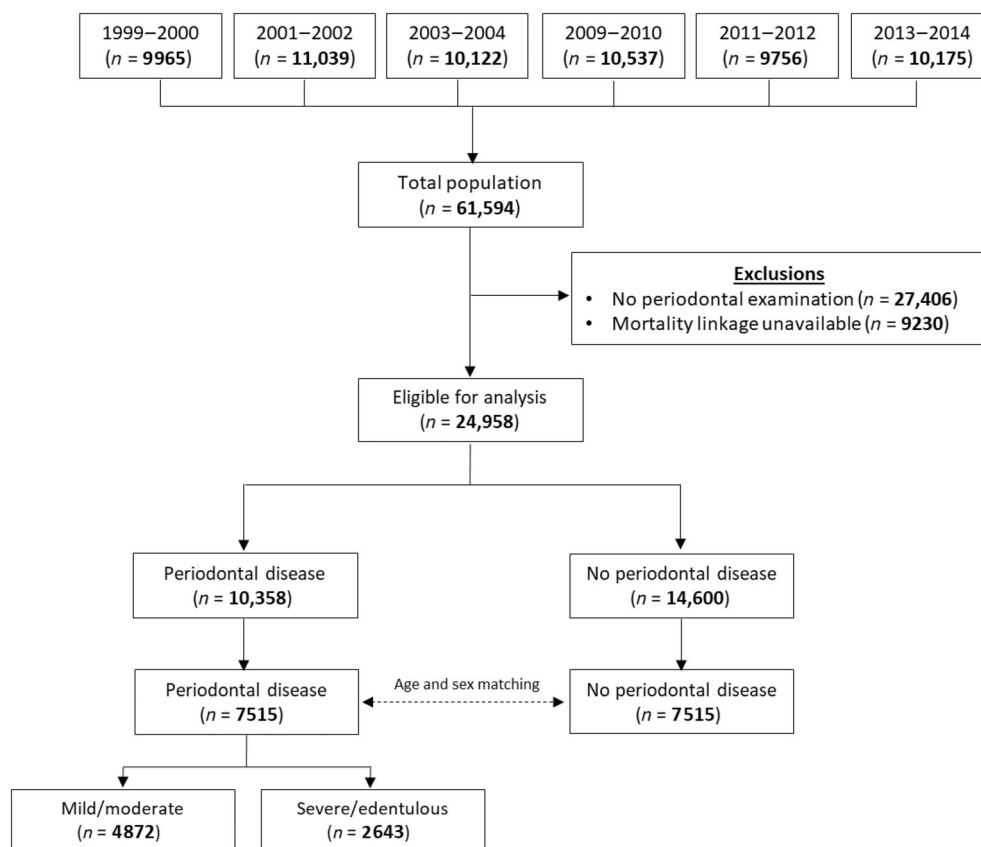 1999–2000
(n = 9965)
2001–2002
(n = 11,039)
2003–2004
(n = 10,122)
2009–2010
(n = 10,537)
2011–2012
(n = 9756)
2013–2014
(n = 10,175)
Total population
(n = 61,594)
Exclusions
• No periodontal examination (n = 27,406)
• Mortality linkage unavailable (n = 9230)
Eligible for analysis
(n = 24,958)
Periodontal disease
(n = 10,358)
No periodontal disease
(n = 14,600)
Periodontal disease
(n = 7515)
Age and sex matching
No periodontal disease
(n = 7515)
Mild/moderate
(n = 4872)
Severe/edentulous
(n = 2643)